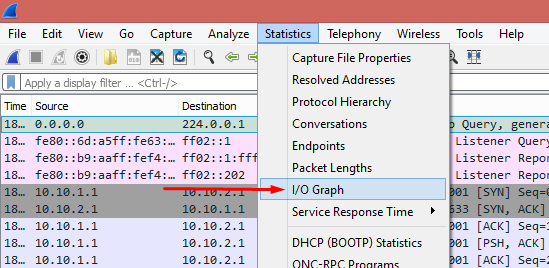 File Edit View Go Capture Analyze Statistics Telephony Wireless Tools Help
Apply a display filter ... <Ctrl-/>
Capture File Properties
Resolved Addresses
Protocol Hierarchy
Conversations
Endpoints
Packet Lengths
I/O Graph
Service Response Time
DHCP (BOOTP) Statistics
ONC-RPC Programs
Time Source Destination
18... 0.0.0.0 224.0.0.1 Query, genera
18... fe80::6d:a5ff:fe63:... ff02::1 Listener Query
18... fe80::b9:aaff:fef4:... ff02::1:fff Listener Report
18... fe80::b9:aaff:fef4:... ff02::202 Listener Report
18... 10.10.1.1 10.10.2.1 001 [SYN] Seq=0
18... 10.10.2.1 10.10.1.1 633 [SYN, ACK]
18... 10.10.1.1 10.10.2.1 001 [ACK] Seq=1
18... 10.10.1.1 10.10.2.1 001 [PSH, ACK]
18... 10.10.2.1 10.10.1.1 [ACK] Seq=